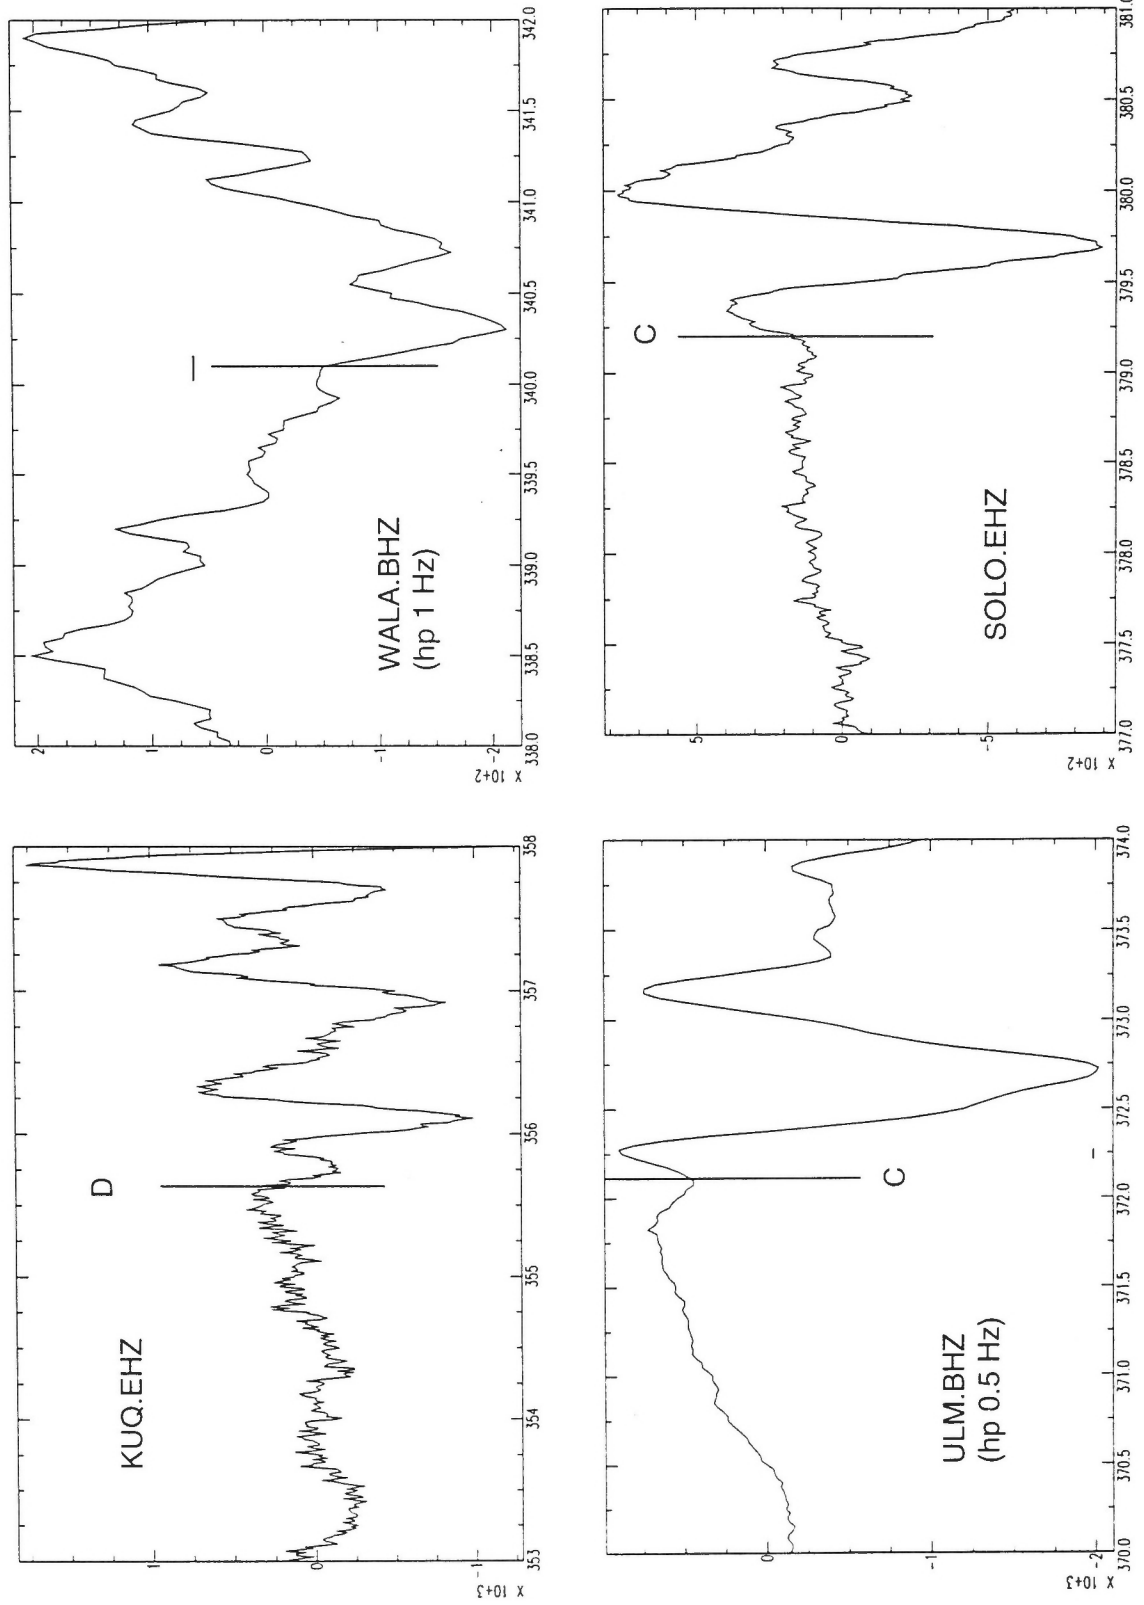 KUQ.EHZ
D
X 10+3
1
0
-1
353 354 355 356 357 358
WALA.BHZ
(hp 1 Hz)
I
X 10+2
2
1
0
-1
-2
338.0 338.5 339.0 339.5 340.0 340.5 341.0 341.5 342.0
ULM.BHZ
(hp 0.5 Hz)
C
X 10+3
0
-1
-2
370.0 370.5 371.0 371.5 372.0 372.5 373.0 373.5 374.0
SOLO.EHZ
C
X 10+2
5
0
-5
377.0 377.5 378.0 378.5 379.0 379.5 380.0 380.5 381.0